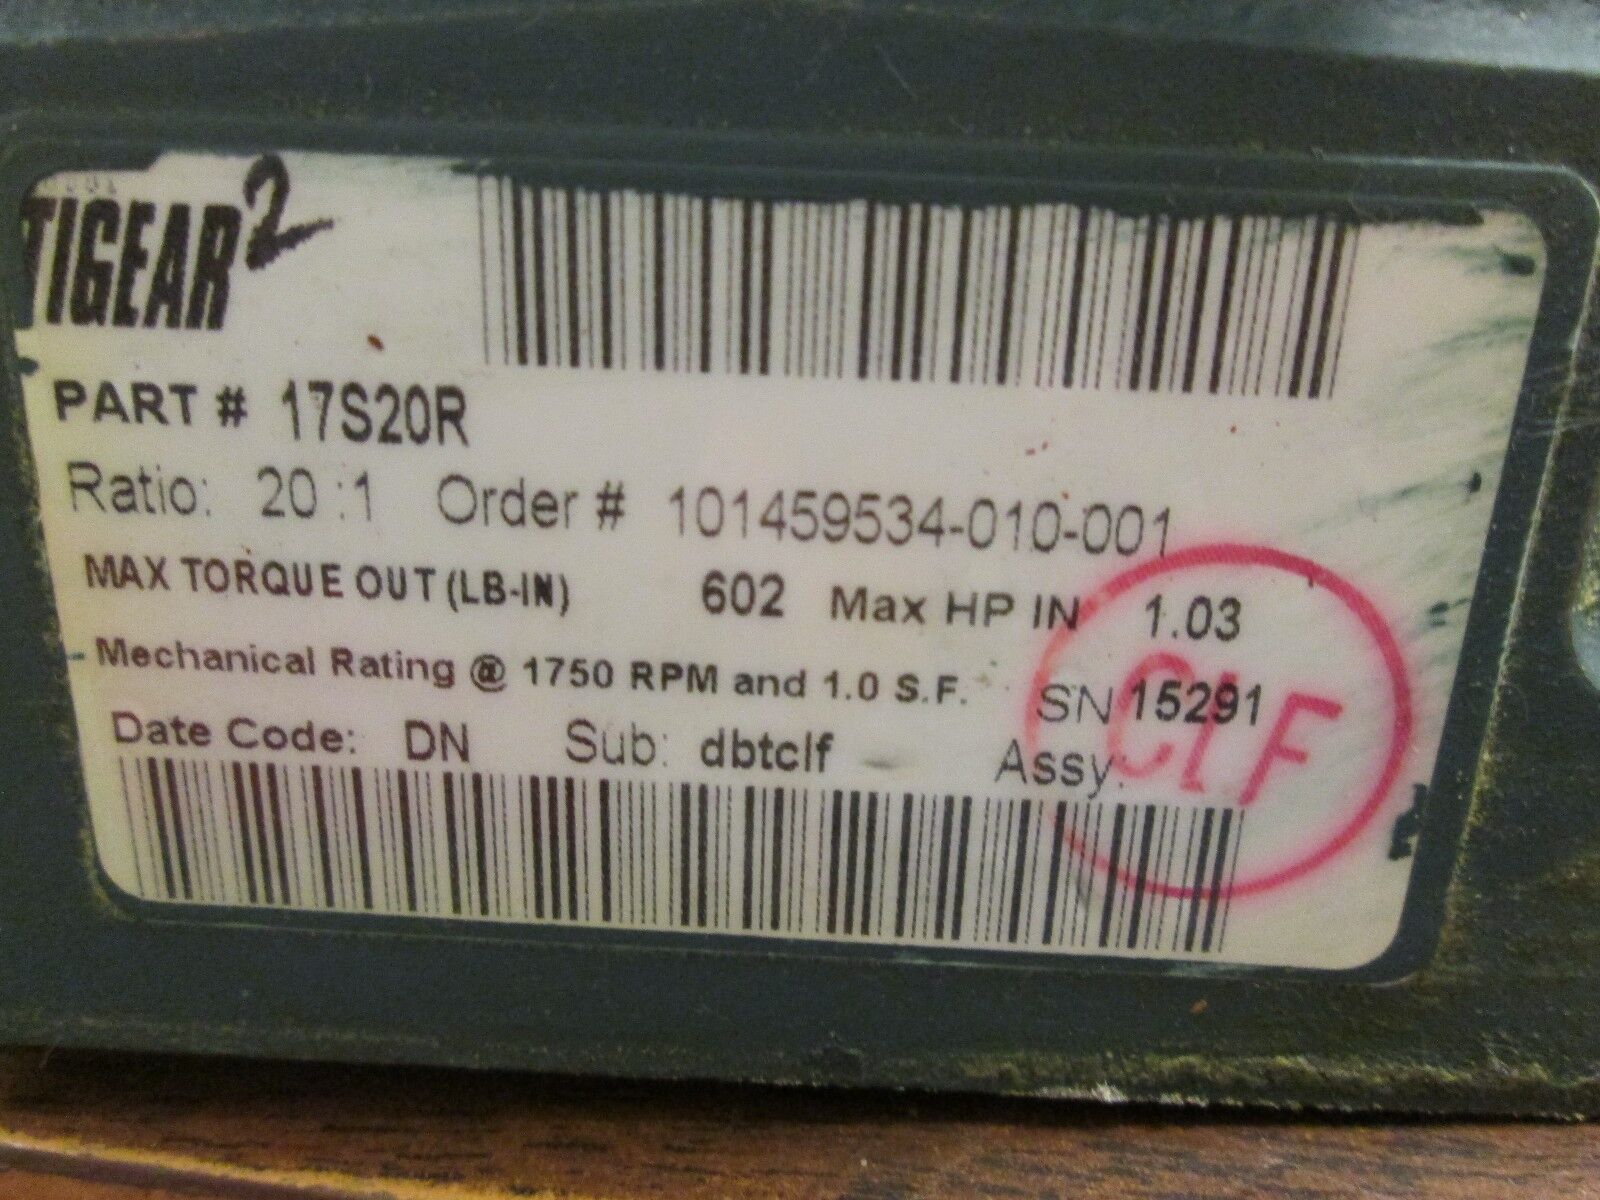 TIGEAR2
PART # 17S20R
Ratio: 20 :1 Order # 101459534-010-001
MAX TORQUE OUT (LB-IN) 602 Max HP IN 1.03
Mechanical Rating @ 1750 RPM and 1.0 S.F. SN 15291
Date Code: DN Sub: dbtclf Assy:
CLF